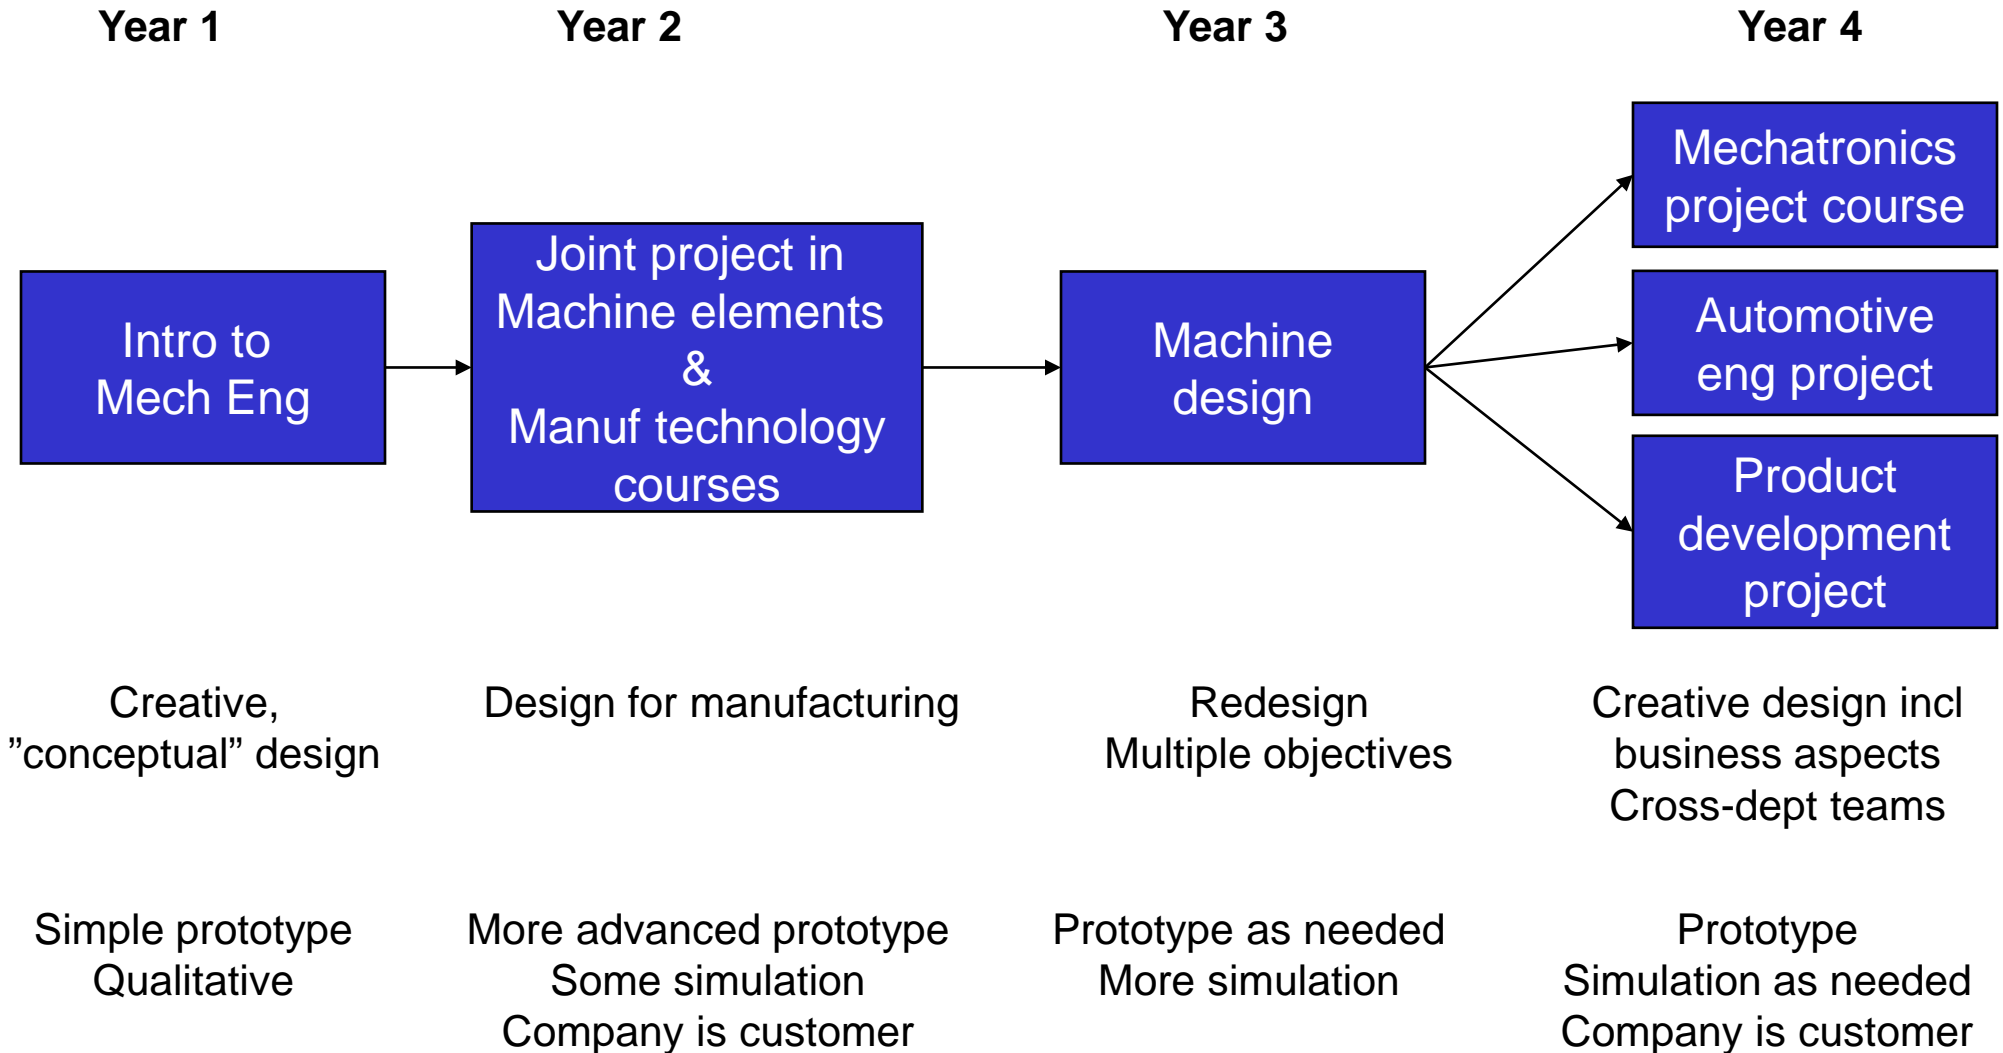 Year 1
Year 2
Year 3
Year 4
Intro to
Mech Eng
Joint project in
Machine elements
&
Manuf technology
courses
Machine
design
Mechatronics
project course
Automotive
eng project
Product
development
project
Creative,
”conceptual” design
Design for manufacturing
Redesign
Multiple objectives
Creative design incl
business aspects
Cross-dept teams
Simple prototype
Qualitative
More advanced prototype
Some simulation
Company is customer
Prototype as needed
More simulation
Prototype
Simulation as needed
Company is customer